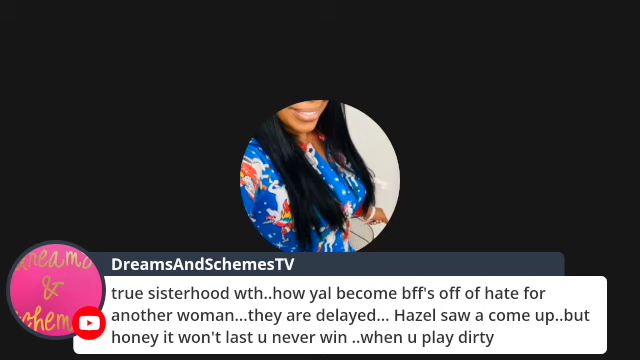 DreamsAndSchemesTV
true sisterhood wth..how yal become bff's off of hate for
another woman...they are delayed... Hazel saw a come up..but
honey it won't last u never win ..when u play dirty
dreams
&